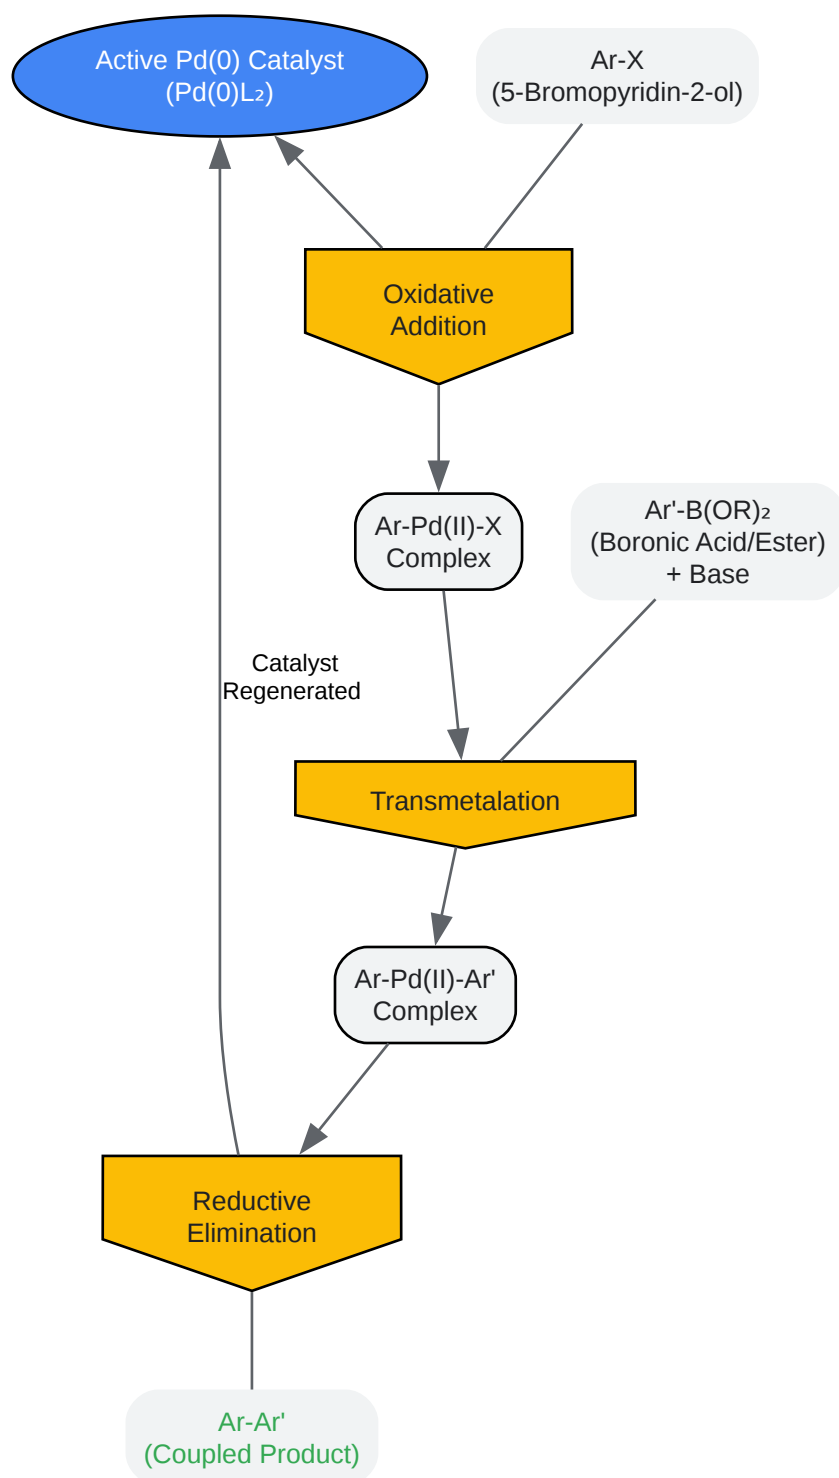 Active Pd(0) Catalyst
(Pd(0)L₂)
Ar-X
(5-Bromopyridin-2-ol)
Oxidative
Addition
Ar-Pd(II)-X
Complex
Ar'-B(OR)₂
(Boronic Acid/Ester)
+ Base
Catalyst
Regenerated
Transmetalation
Ar-Pd(II)-Ar'
Complex
Reductive
Elimination
Ar-Ar'
(Coupled Product)